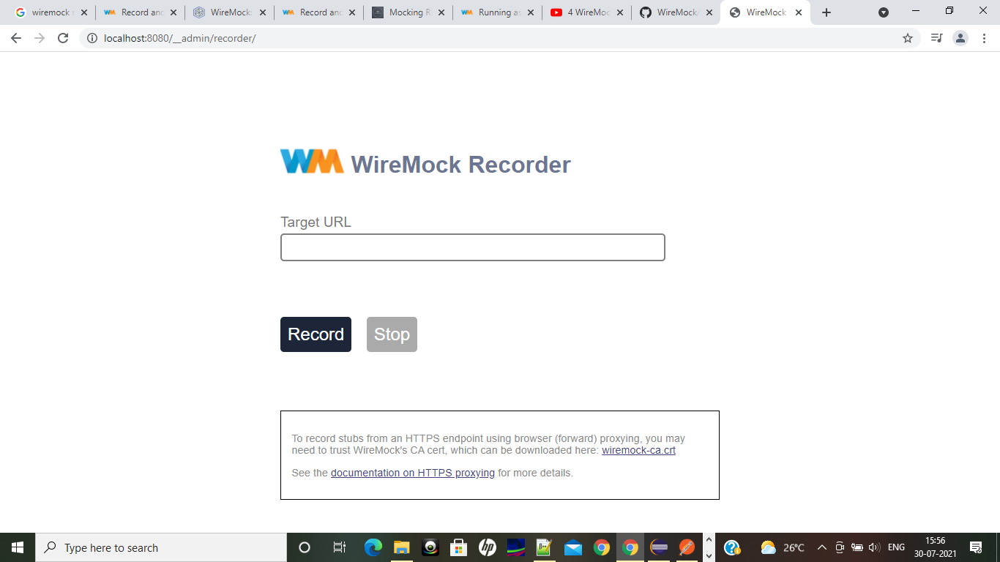 wiremock
Record and
WireMock
Record and
Mocking R
Running as
4 WireMoc
WireMock/
WireMock
localhost:8080/__admin/recorder/
WM WireMock Recorder
Target URL
Record Stop
To record stubs from an HTTPS endpoint using browser (forward) proxying, you may
need to trust WireMock's CA cert, which can be downloaded here: wiremock-ca.crt
See the documentation on HTTPS proxying for more details.
Type here to search
26°C
ENG
15:56
30-07-2021